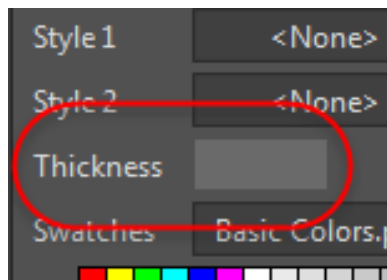 Style 1 <None>
Style 2 <None>
Thickness
Swatches Basic Colors.p